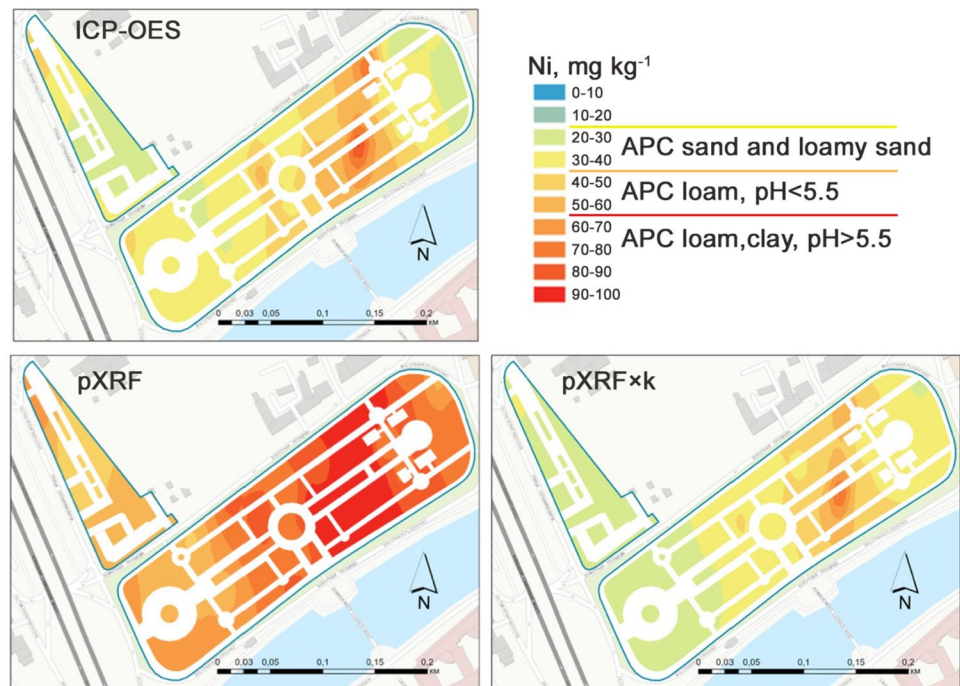 ICP-OES
N
0 0,03 0,05 0,1 0,15 0,2
КМ
Ni, mg kg-1
0-10
10-20
20-30
APC sand and loamy sand
30-40
40-50
APC loam, pH<5.5
50-60
60-70
APC loam,clay, pH>5.5
70-80
80-90
90-100
pXRF
N
0 0,03 0,05 0,1 0,15 0,2
КМ
pXRF×k
N
0 0,03 0,05 0,1 0,15 0,2
КМ